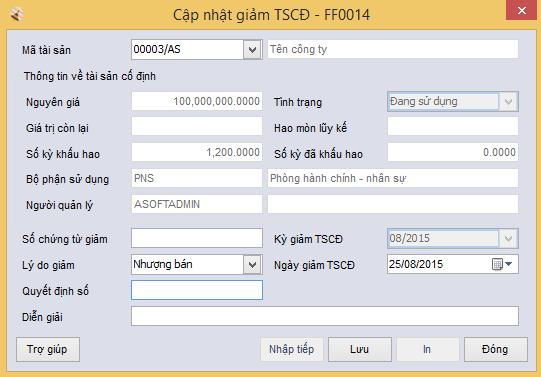 Cập nhật giảm TSCĐ - FF0014
Mã tài sản 00003/AS Tên công ty
Thông tin về tài sản cố định
Nguyên giá 100,000,000.0000 Tình trạng Đang sử dụng
Giá trị còn lại Hao mòn lũy kế
Số kỳ khấu hao 1,200.0000 Số kỳ đã khấu hao 0.0000
Bộ phận sử dụng PNS Phòng hành chính - nhân sự
Người quản lý ASOFTADMIN
Số chứng từ giảm Kỳ giảm TSCĐ 08/2015
Lý do giảm Nhượng bán Ngày giảm TSCĐ 25/08/2015
Quyết định số
Diễn giải
Trợ giúp Nhập tiếp Lưu In Đóng